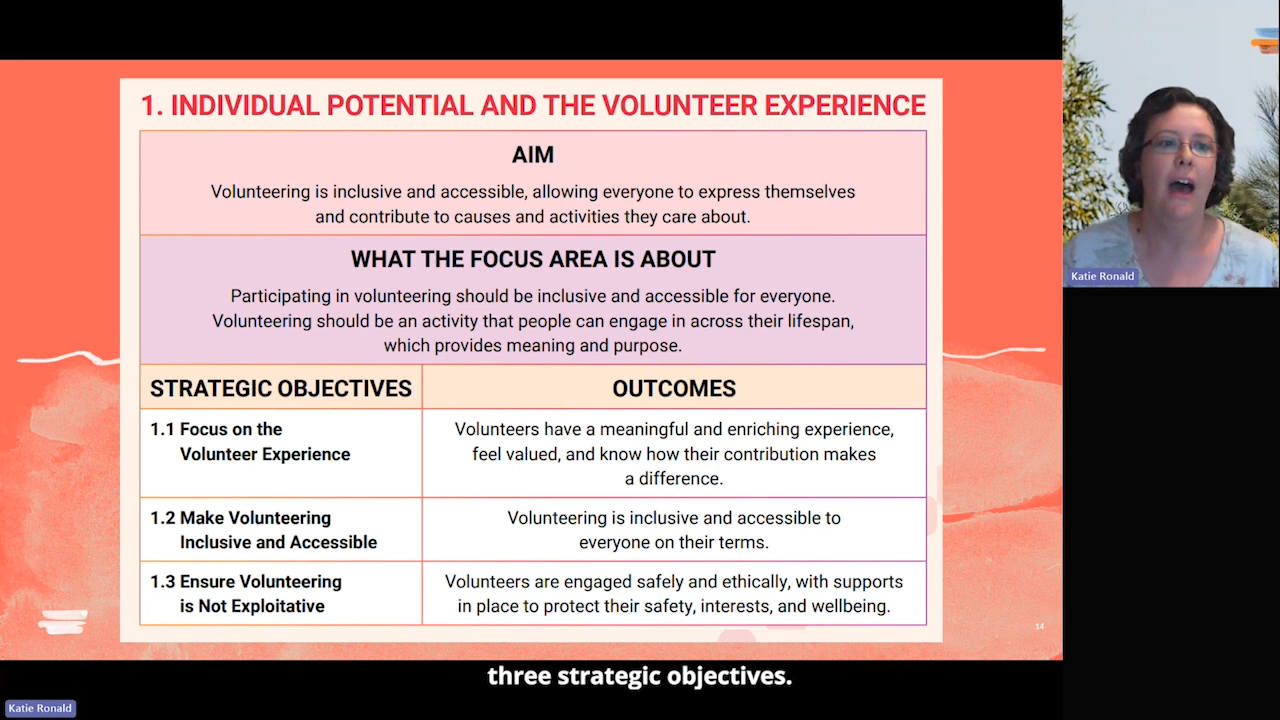 1. INDIVIDUAL POTENTIAL AND THE VOLUNTEER EXPERIENCE
AIM
Volunteering is inclusive and accessible, allowing everyone to express themselves
and contribute to causes and activities they care about.
WHAT THE FOCUS AREA IS ABOUT
Participating in volunteering should be inclusive and accessible for everyone.
Volunteering should be an activity that people can engage in across their lifespan,
which provides meaning and purpose.
STRATEGIC OBJECTIVES
OUTCOMES
1.1 Focus on the
Volunteer Experience
Volunteers have a meaningful and enriching experience,
feel valued, and know how their contribution makes
a difference.
1.2 Make Volunteering
Inclusive and Accessible
Volunteering is inclusive and accessible to
everyone on their terms.
1.3 Ensure Volunteering
is Not Exploitative
Volunteers are engaged safely and ethically, with supports
in place to protect their safety, interests, and wellbeing.
14
Katie Ronald
three strategic objectives.
Katie Ronald